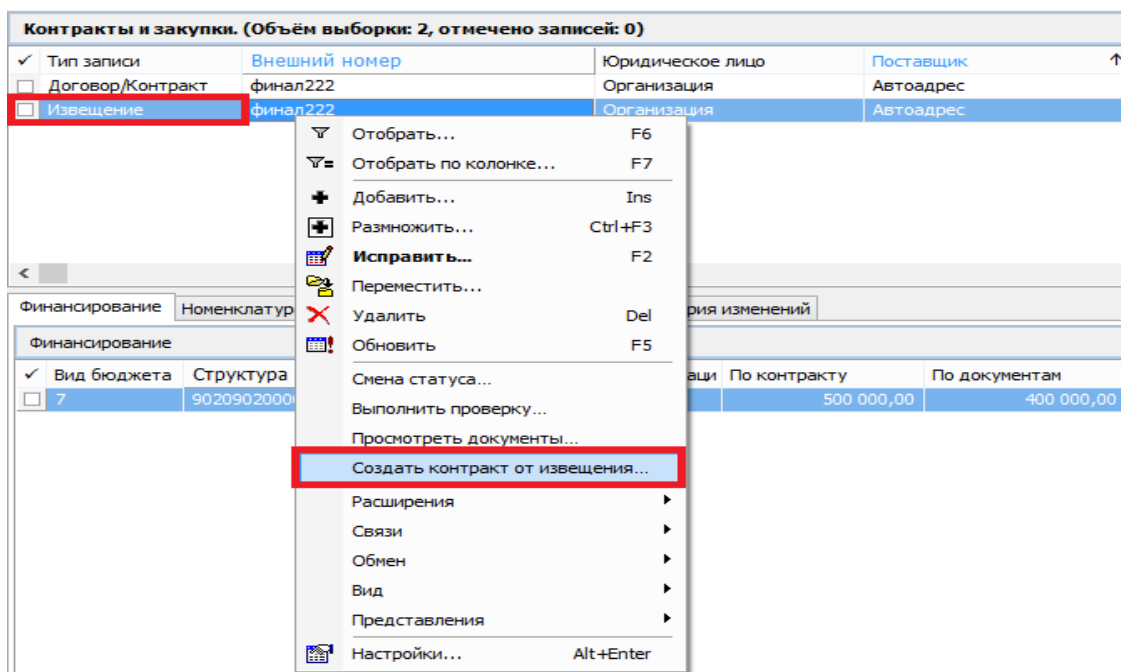 Контракты и закупки. (Объём выборки: 2, отмечено записей: 0)
Тип записи Внешний номер Юридическое лицо Поставщик
Договор/Контракт финал222 Организация Автоадрес
Извещение финал222 Организация Автоадрес
Отобрать... F6
Отобрать по колонке... F7
Добавить... Ins
Размножить... Ctrl+F3
Исправить... F2
Переместить...
Финансирование Номенклатур рия изменений
Удалить Del
Финансирование
Обновить F5
Вид бюджета Структура аци По контракту По документам
Смена статуса...
7 9020902000 500 000,00 400 000,00
Выполнить проверку...
Просмотреть документы...
Создать контракт от извещения...
Расширения
Связи
Обмен
Вид
Представления
Настройки... Alt+Enter